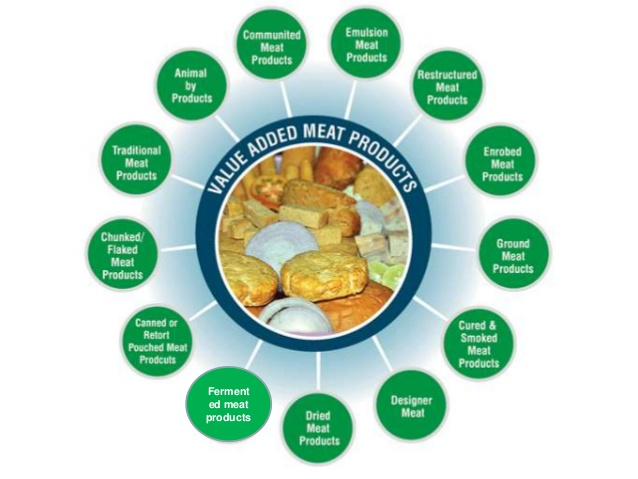 VALUE ADDED MEAT PRODUCTS
Communited
Meat
Products
Emulsion
Meat
Products
Restructured
Meat
Products
Enrobed
Meat
Products
Ground
Meat
Products
Cured &
Smoked
Meat
Products
Designer
Meat
Dried
Meat
Products
Ferment
ed meat
products
Canned or
Retort
Pouched Meat
Prodcuts
Chunked/
Flaked
Meat
Products
Traditional
Meat
Products
Animal
by
Products